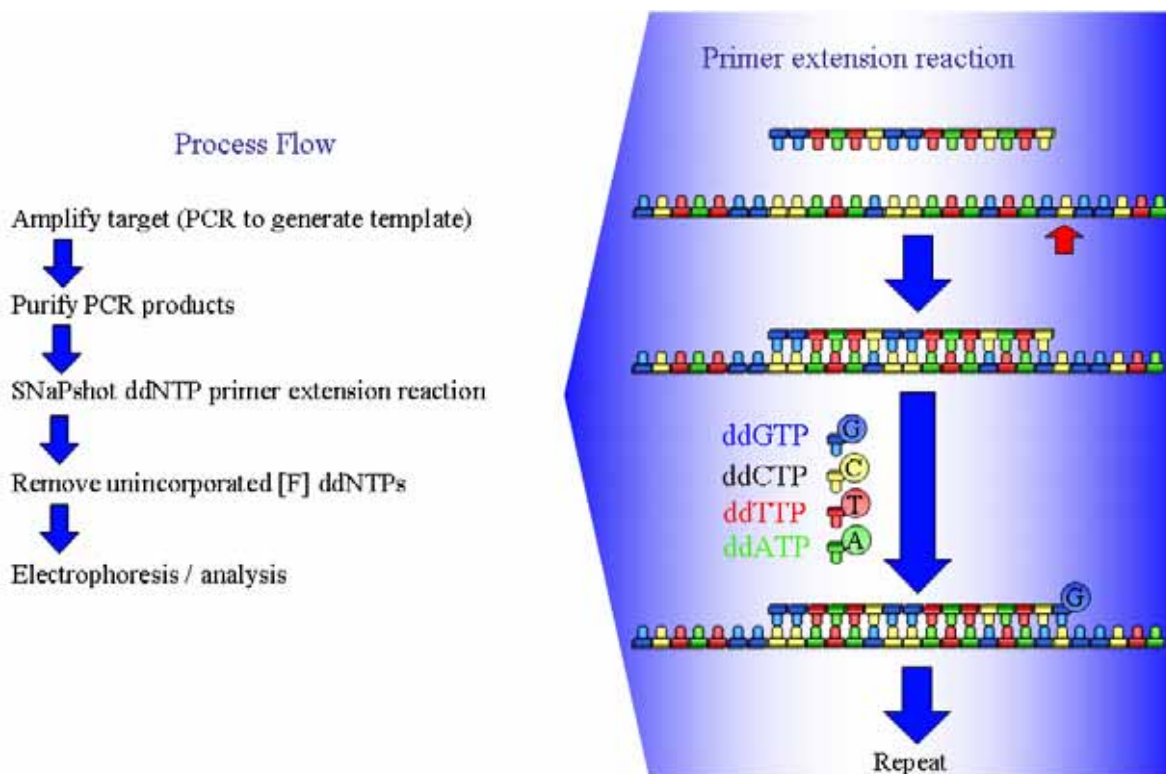 Process Flow
Amplify target (PCR to generate template)
Purify PCR products
SNaPshot ddNTP primer extension reaction
Remove unincorporated [F] ddNTPs
Electrophoresis / analysis
Primer extension reaction
ddGTP G
ddCTP C
ddTTP T
ddATP A
G
Repeat